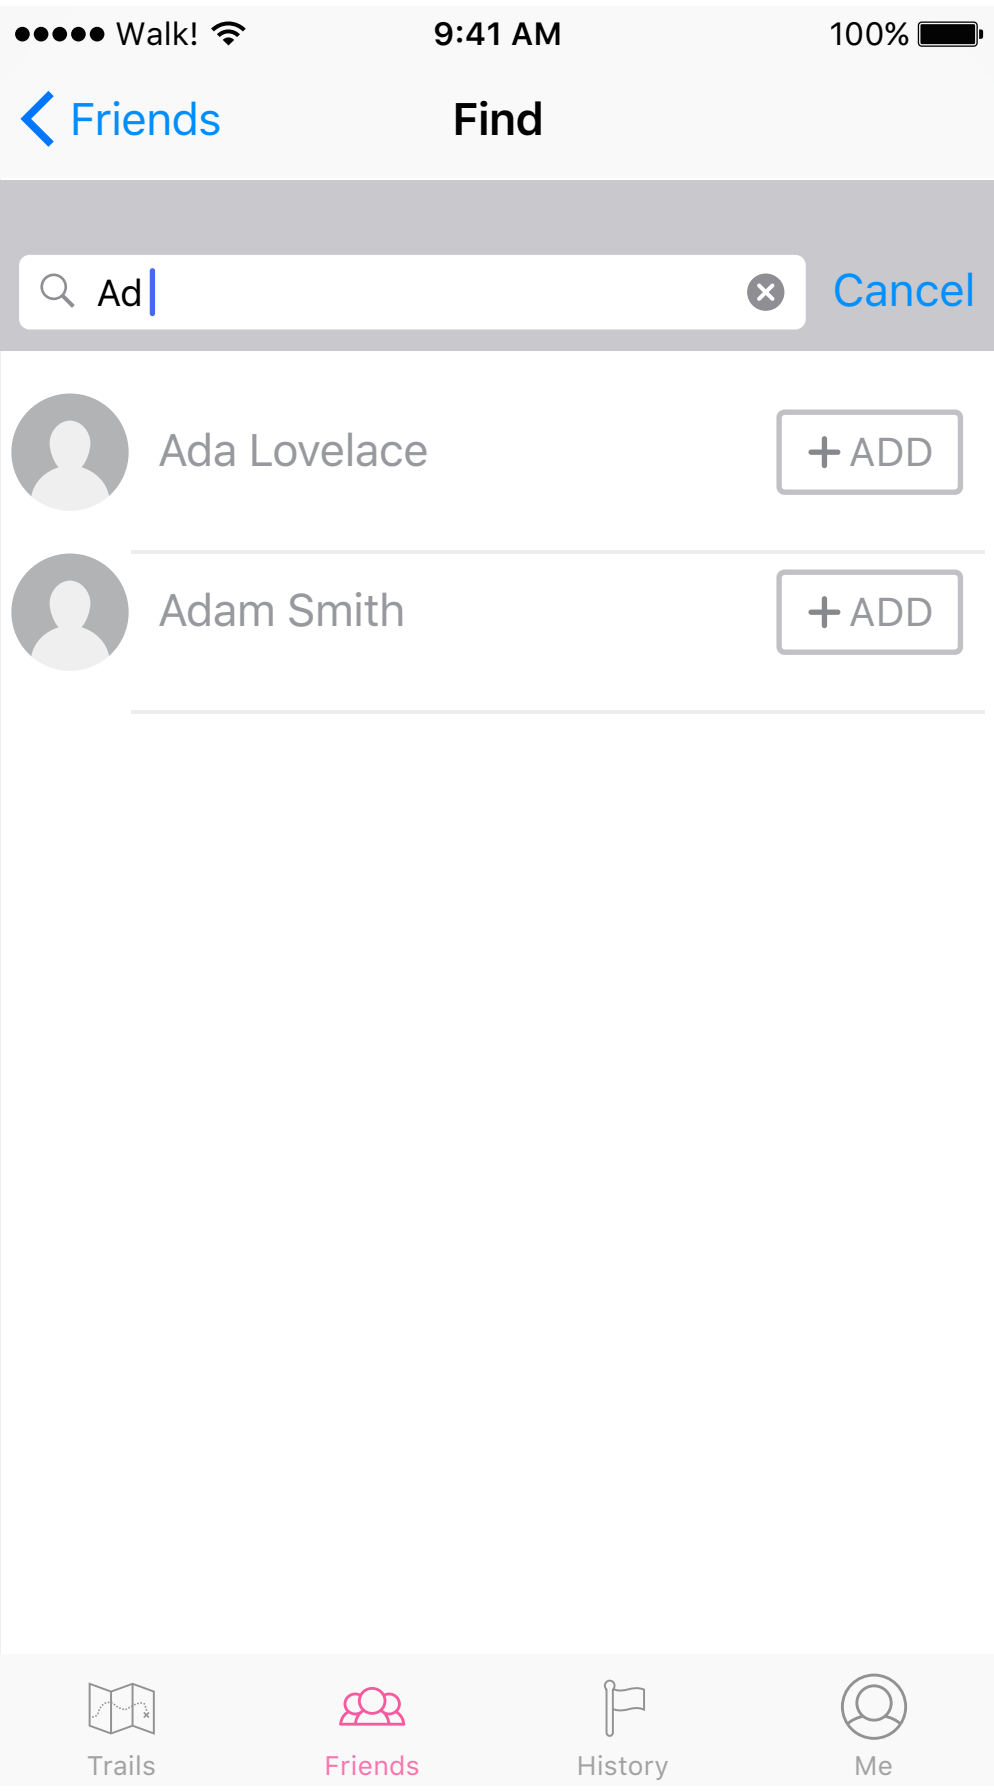 Walk! 9:41 AM 100%
Friends Find
Ad Cancel
Ada Lovelace +ADD
Adam Smith +ADD
Trails Friends History Me